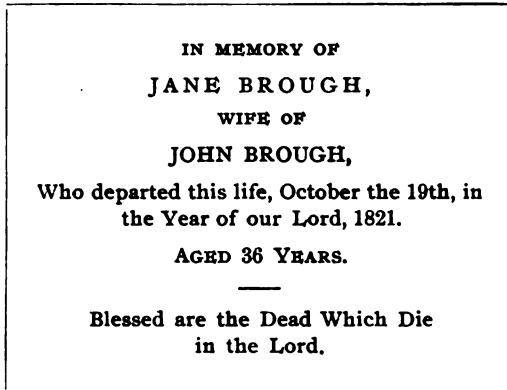 IN MEMORY OF
JANE BROUGH,
WIFE OF
JOHN BROUGH,
Who departed this life, October the 19th, in
the Year of our Lord, 1821.
AGED 36 YEARS.
Blessed are the Dead Which Die
in the Lord.